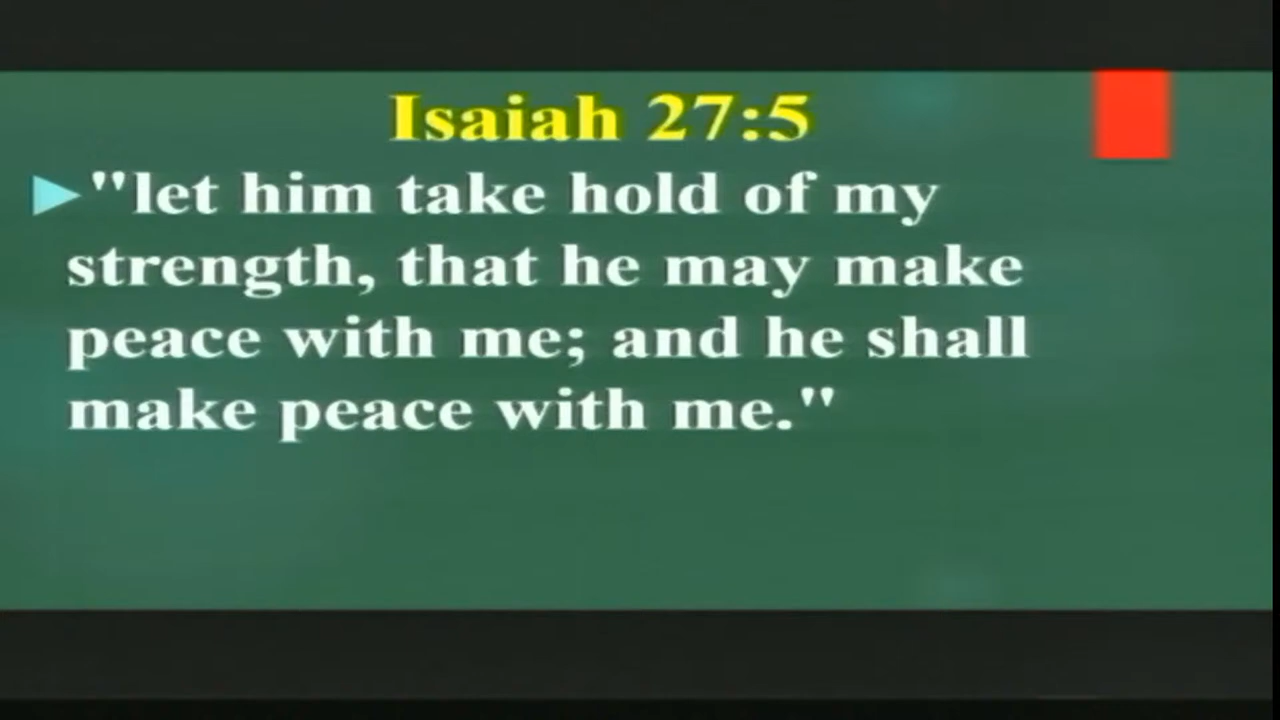 Isaiah 27:5
"let him take hold of my
strength, that he may make
peace with me; and he shall
make peace with me."